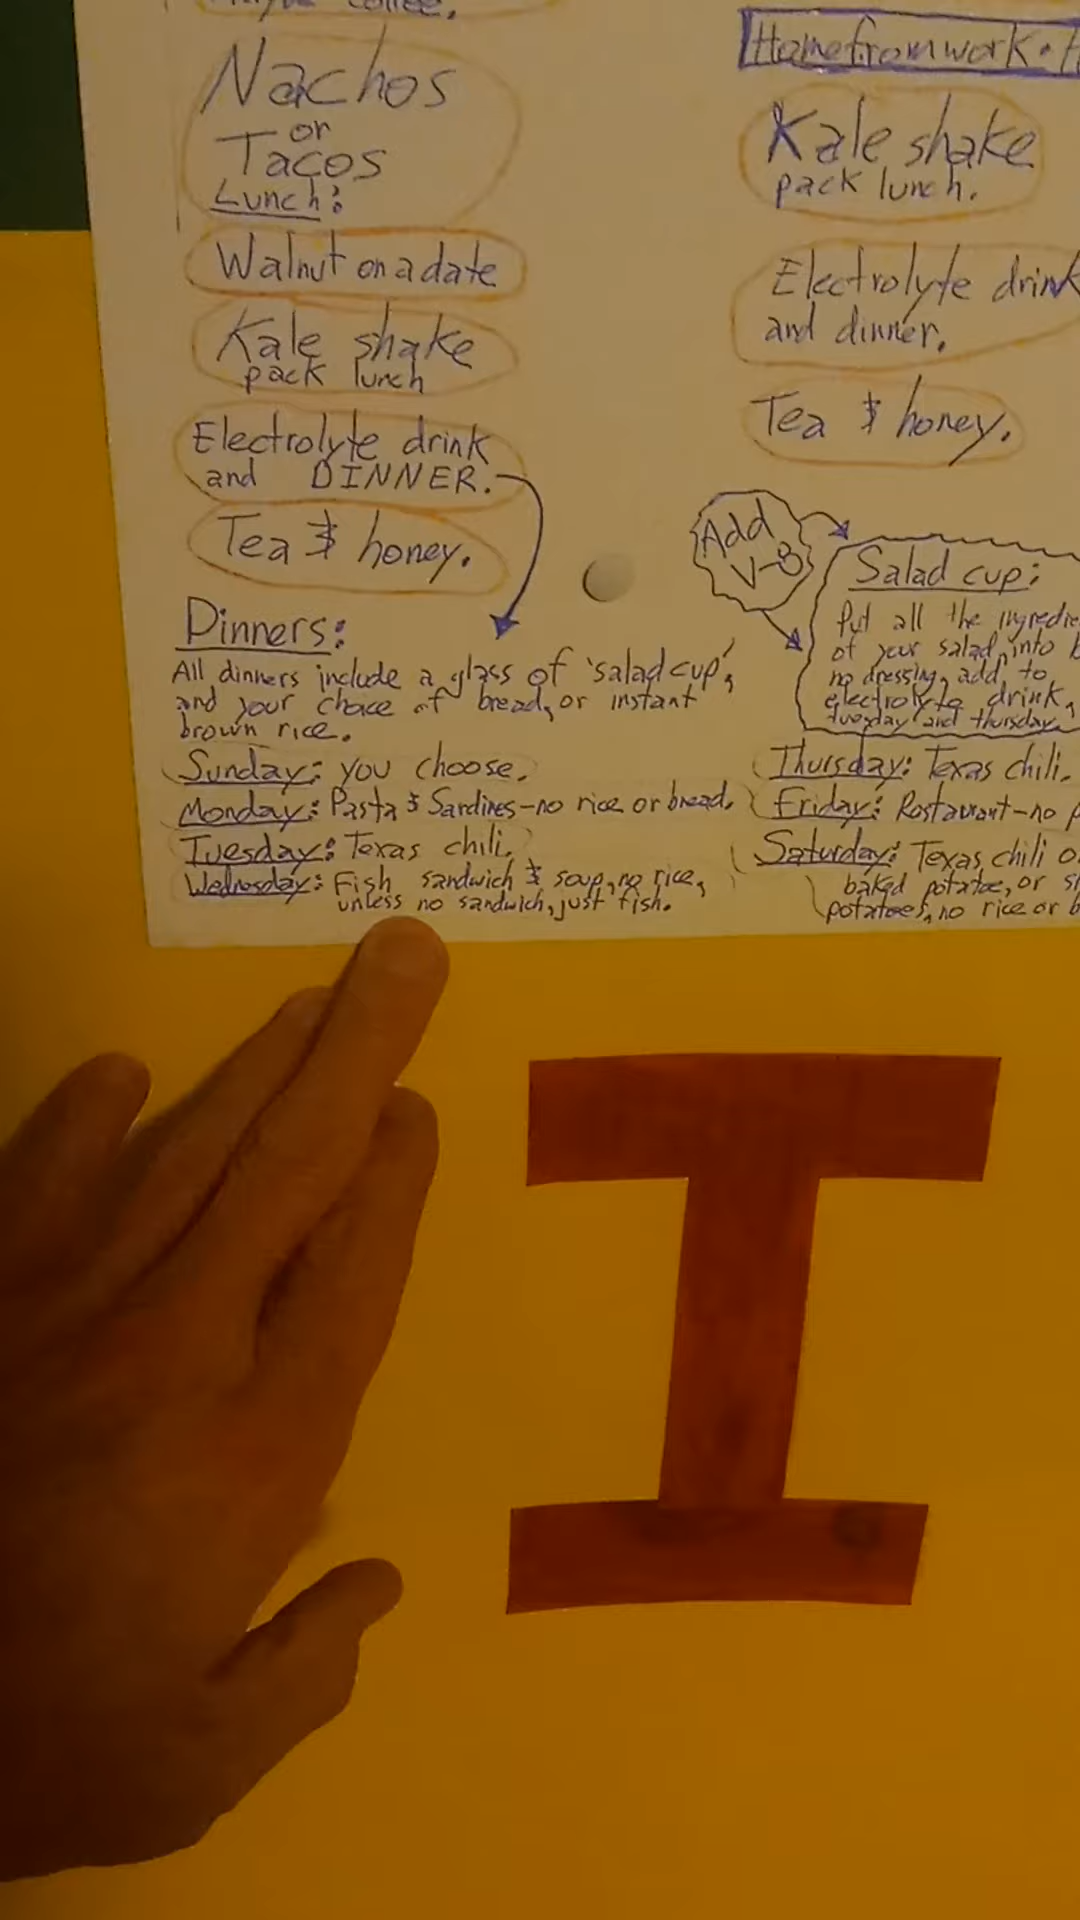 coffee.
Nachos
or
Tacos
Lunch:
Walnut on a date
Kale shake
pack lunch
Electrolyte drink
and DINNER.
Tea & honey.
Dinners:
All dinners include a glass of 'salad cup',
and your choice of bread, or instant
brown rice.
Sunday: you choose.
Monday: Pasta & Sardines-no rice or bread.
Tuesday: Texas chili.
Wednesday: Fish sandwich & soup, no rice,
unless no sandwich, just fish.
Home from work.
Kale shake
pack lunch.
Electrolyte drink
and dinner.
Tea & honey.
Add
V-8
Salad cup:
Put all the ingredie
of your salad, into b
no dressing, add to
electrolyte drink,
tuesday and thursday.
Thursday: Texas chili.
Friday: Rostaurant-no p
Saturday: Texas chili o
baked potatoe, or s
potatoes, no rice or b
I